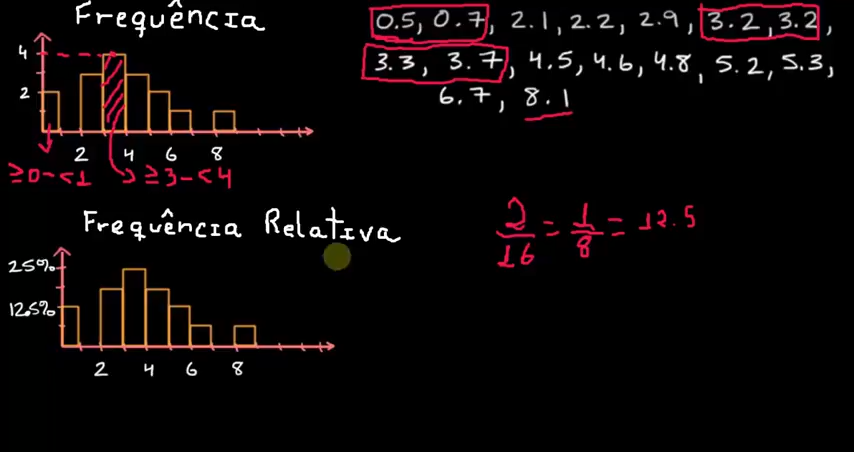 Frequência
4
2
2 4 6 8
≥0-<1 ≥3-<4
0.5, 0.7, 2.1, 2.2, 2.9, 3.2, 3.2,
3.3, 3.7, 4.5, 4.6, 4.8, 5.2, 5.3,
6.7, 8.1
Frequência Relativa
25%
12.5%
2 4 6 8
2/16 = 1/8 = 12.5